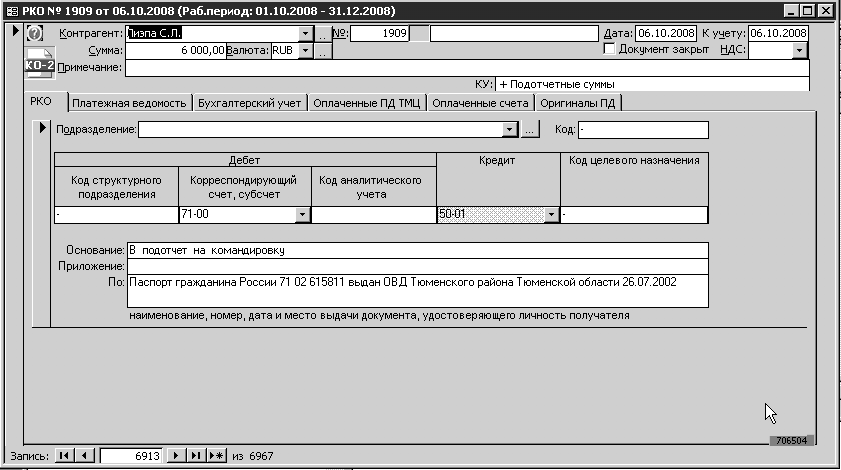 РКО № 1909 от 06.10.2008 (Раб.период: 01.10.2008 - 31.12.2008)
Контрагент: Лизла С.Л. .. №: 1909 Дата: 06.10.2008 К учету: 06.10.2008
Сумма: 6 000,00 Валюта: RUB .. Документ закрыт НДС:
КО-2
Примечание:
КУ: + Подотчетные суммы
РКО Платежная ведомость Бухгалтерский учет Оплаченные ПД ТМЦ Оплаченные счета Оригиналы ПД
Подразделение: ... Код: -
Дебет Кредит Код целевого назначения
Код структурного подразделения Корреспондирующий счет, субсчет Код аналитического учета
- 71-00 50-01 -
Основание: В подотчет на командировку
Приложение:
По: Паспорт гражданина России 71 02 615811 выдан ОВД Тюменского района Тюменской области 26.07.2002
наименование, номер, дата и место выдачи документа, удостоверяющего личность получателя
706504
Запись: 6913 из 6967